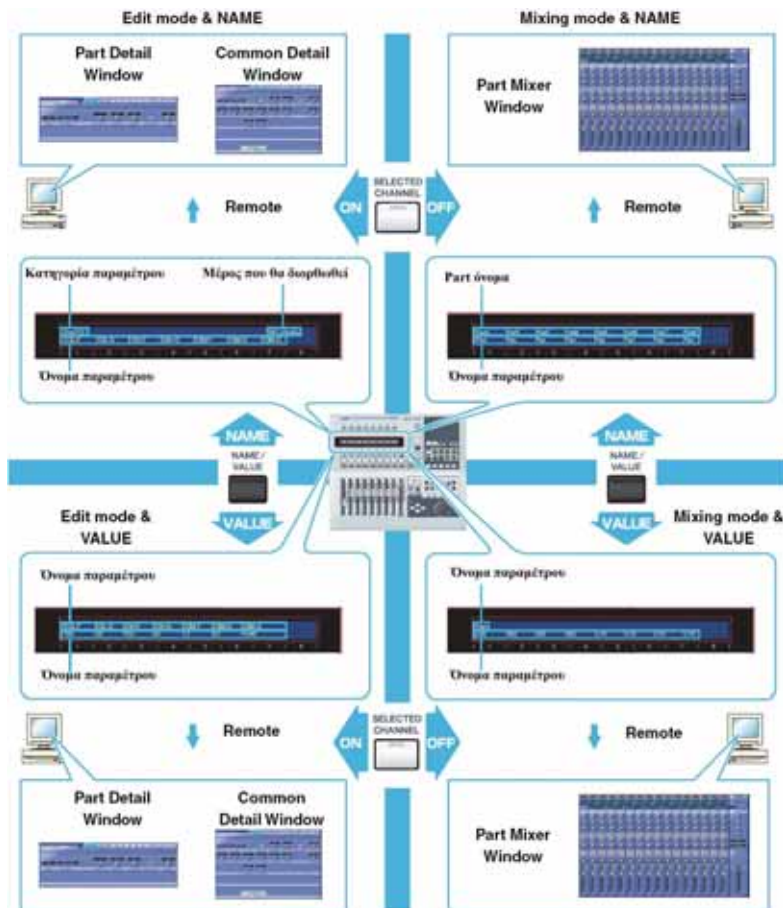 Edit mode & NAME
Mixing mode & NAME
Part Detail
Window
Common Detail
Window
Part Mixer
Window
SELECTED
CHANNEL
ON
OFF
Remote
Remote
Κατηγορία παραμέτρου
Μέρος που θα διορθωθεί
Όνομα παραμέτρου
Part όνομα
Όνομα παραμέτρου
NAME
NAME/
VALUE
VALUE
NAME
NAME/
VALUE
VALUE
Edit mode &
VALUE
Mixing mode &
VALUE
Όνομα παραμέτρου
Όνομα παραμέτρου
Όνομα παραμέτρου
Όνομα παραμέτρου
Remote
SELECTED
CHANNEL
ON
OFF
Remote
Part Detail
Window
Common
Detail Window
Part Mixer
Window